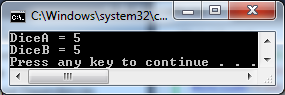 C:\Windows\system32\c...
DiceA = 5
DiceB = 5
Press any key to continue . . .